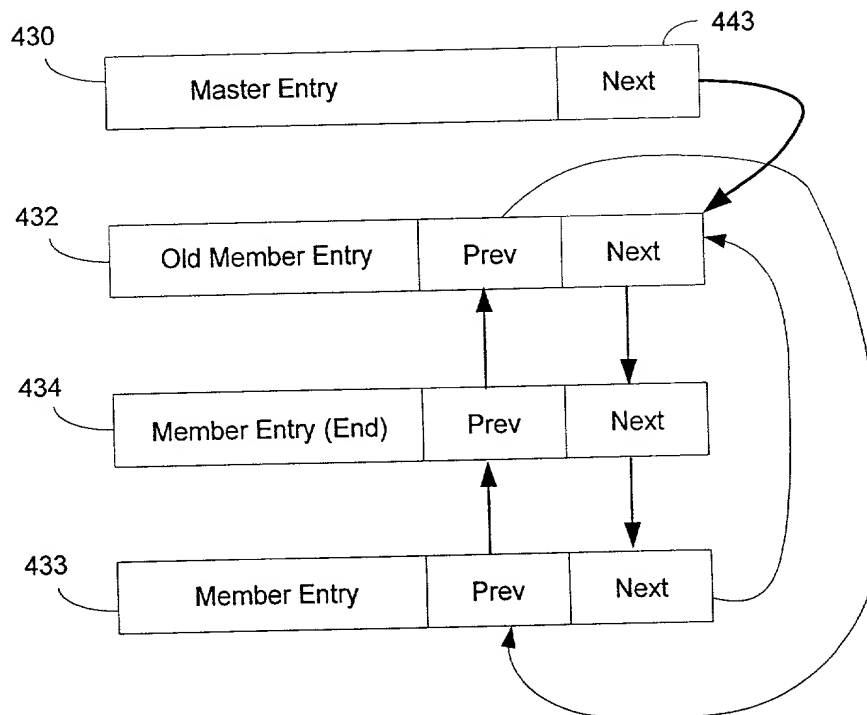 443
430
Master Entry Next
432
Old Member Entry Prev Next
434
Member Entry (End) Prev Next
433
Member Entry Prev Next